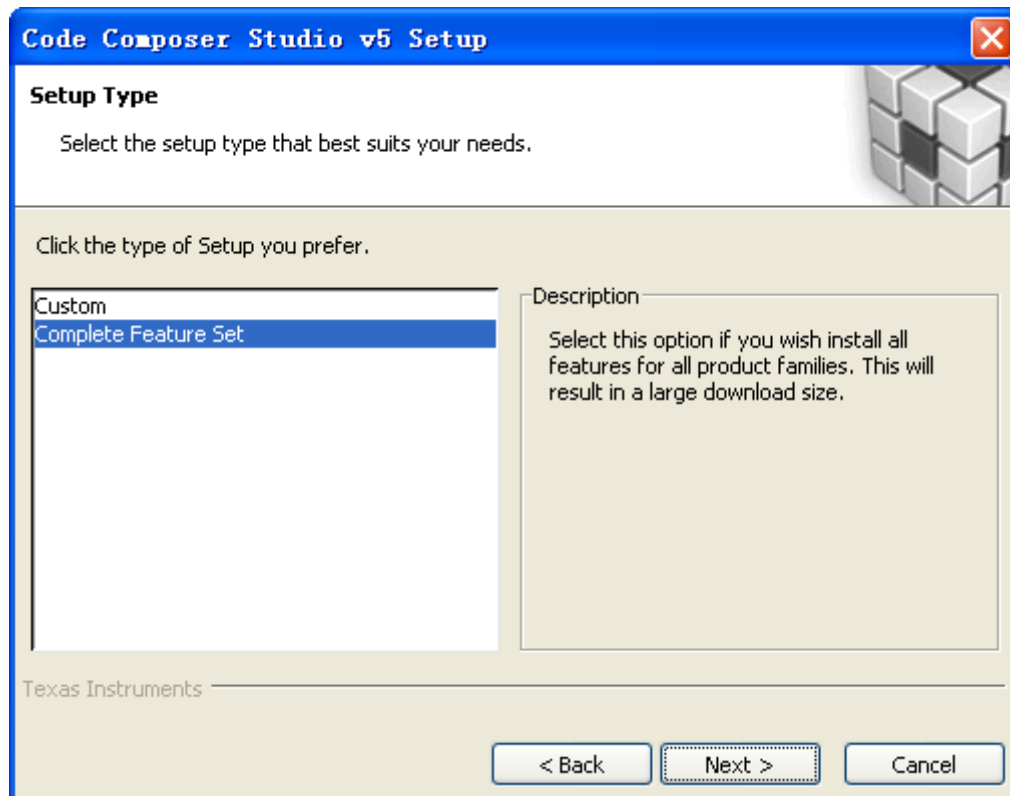 Code Composer Studio v5 Setup
Setup Type
Select the setup type that best suits your needs.
Click the type of Setup you prefer.
Custom
Complete Feature Set
Description
Select this option if you wish install all
features for all product families. This will
result in a large download size.
Texas Instruments
< Back
Next >
Cancel